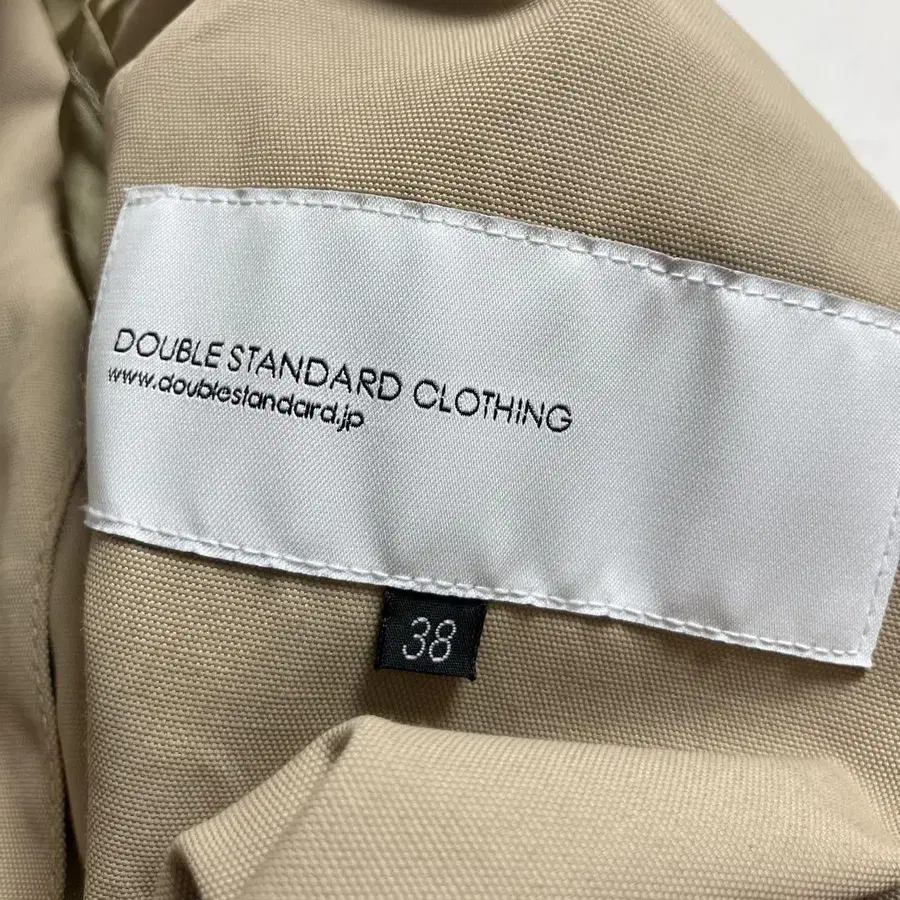 DOUBLE STANDARD CLOTHING
www.doublestandard.jp
38